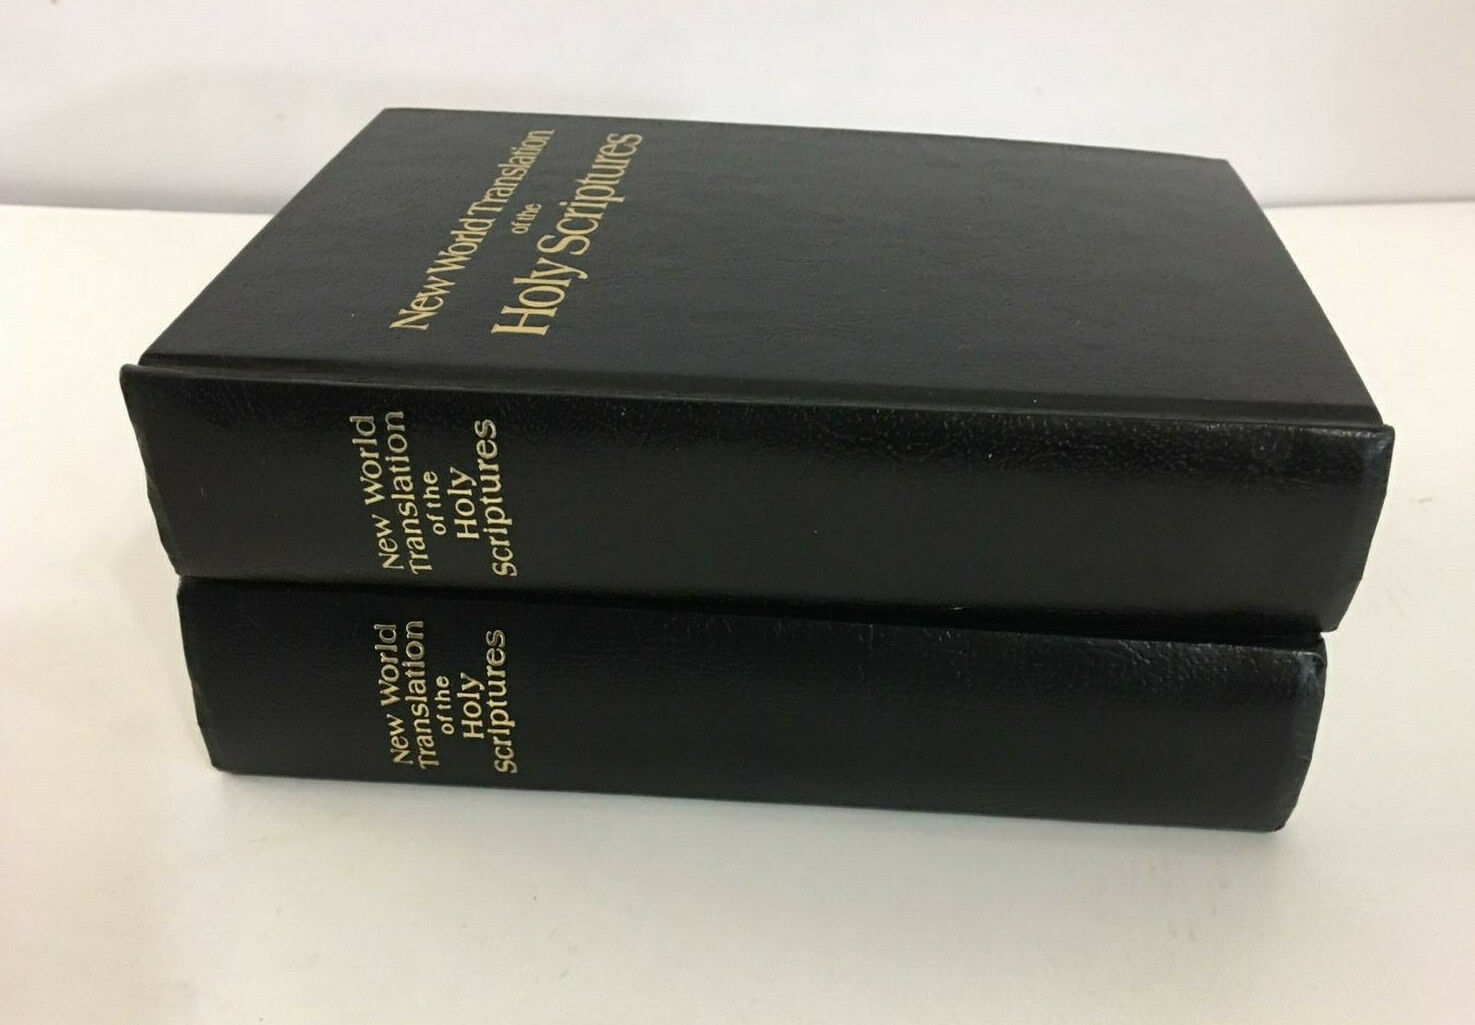 New World Translation
of the
Holy Scriptures
New World
Translation
of the
Holy
Scriptures
New World
Translation
of the
Holy
Scriptures